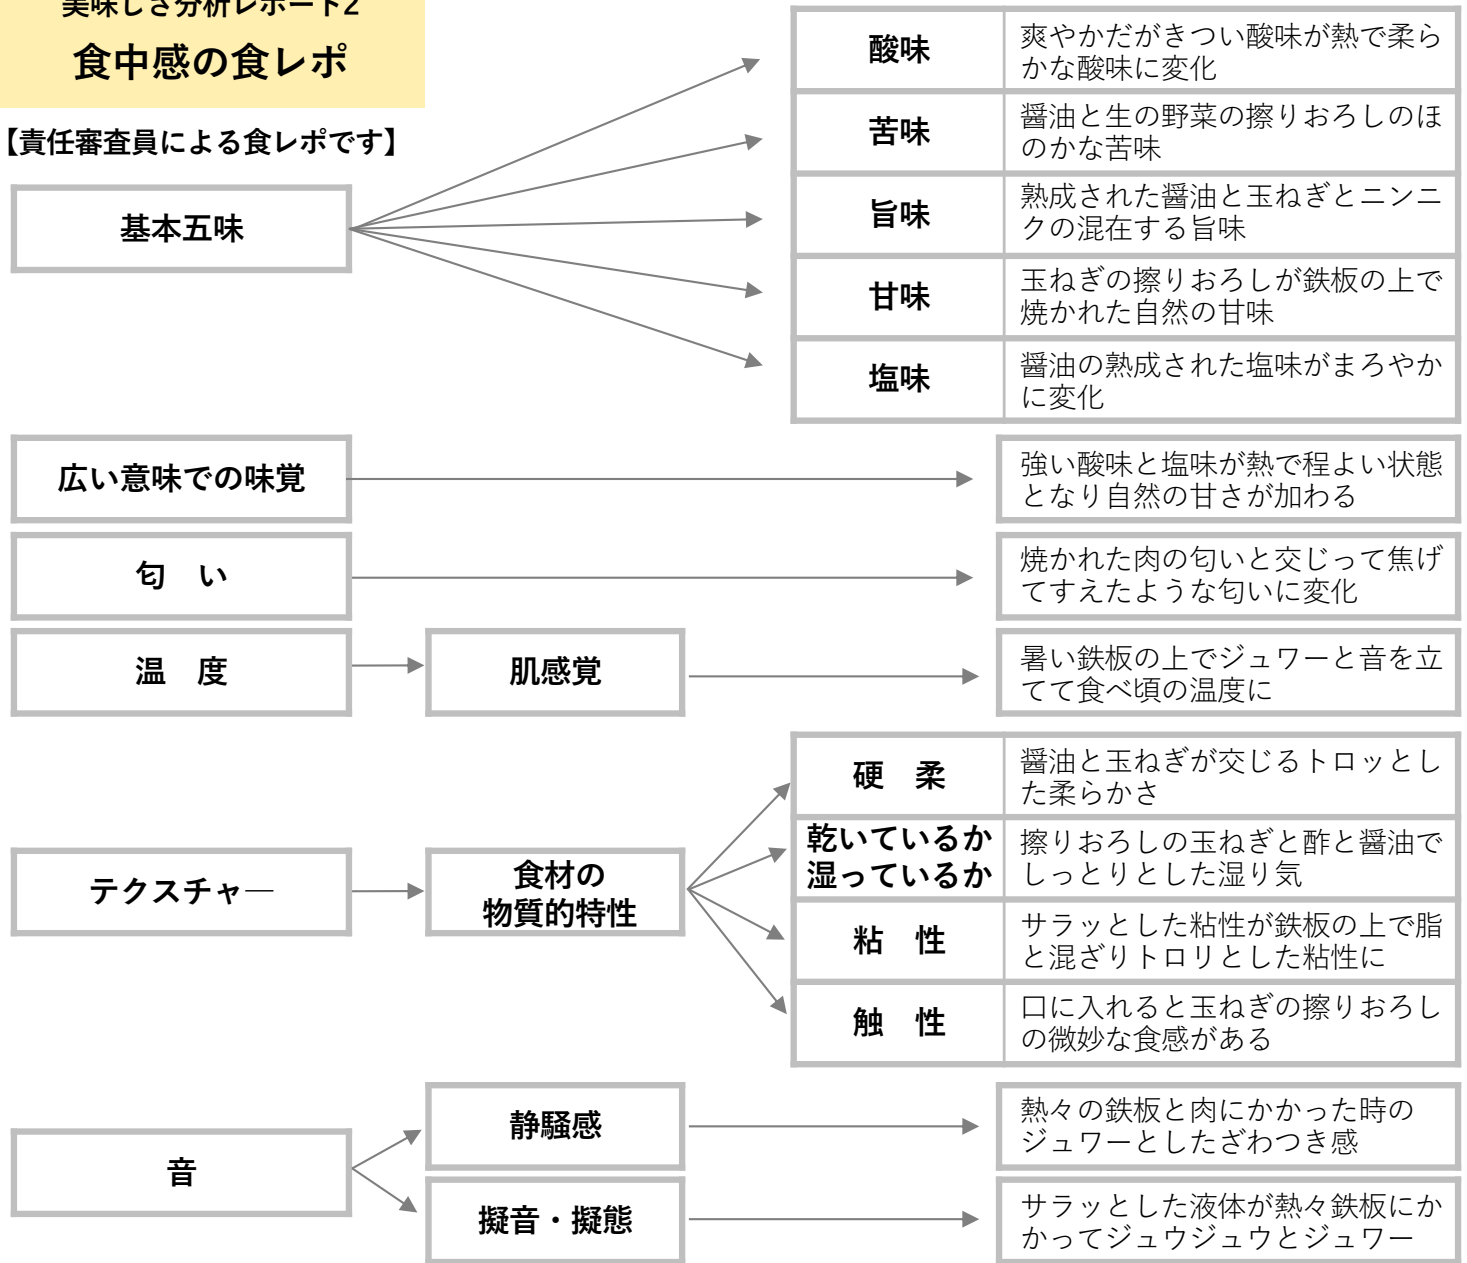 美味しさ分析レポート2
食中感の食レポ
【責任審査員による食レポです】
基本五味
酸味
爽やかだがきつい酸味が熱で柔ら
かな酸味に変化
苦味
醤油と生の野菜の擦りおろしのほ
のかな苦味
旨味
熟成された醤油と玉ねぎとニンニ
クの混在する旨味
甘味
玉ねぎの擦りおろしが鉄板の上で
焼かれた自然の甘味
塩味
醤油の熟成された塩味がまろやか
に変化
広い意味での味覚
強い酸味と塩味が熱で程よい状態
となり自然の甘さが加わる
匂　い
焼かれた肉の匂いと交じって焦げ
てすえたような匂いに変化
温　度
肌感覚
暑い鉄板の上でジュワーと音を立
てて食べ頃の温度に
テクスチャ―
食材の
物質的特性
硬　柔
醤油と玉ねぎが交じるトロッとし
た柔らかさ
乾いているか
湿っているか
擦りおろしの玉ねぎと酢と醤油で
しっとりとした湿り気
粘　性
サラッとした粘性が鉄板の上で脂
と混ざりトロリとした粘性に
触　性
口に入れると玉ねぎの擦りおろし
の微妙な食感がある
音
静騒感
熱々の鉄板と肉にかかった時の
ジュワーとしたざわつき感
擬音・擬態
サラッとした液体が熱々鉄板にか
かってジュウジュウとジュワー